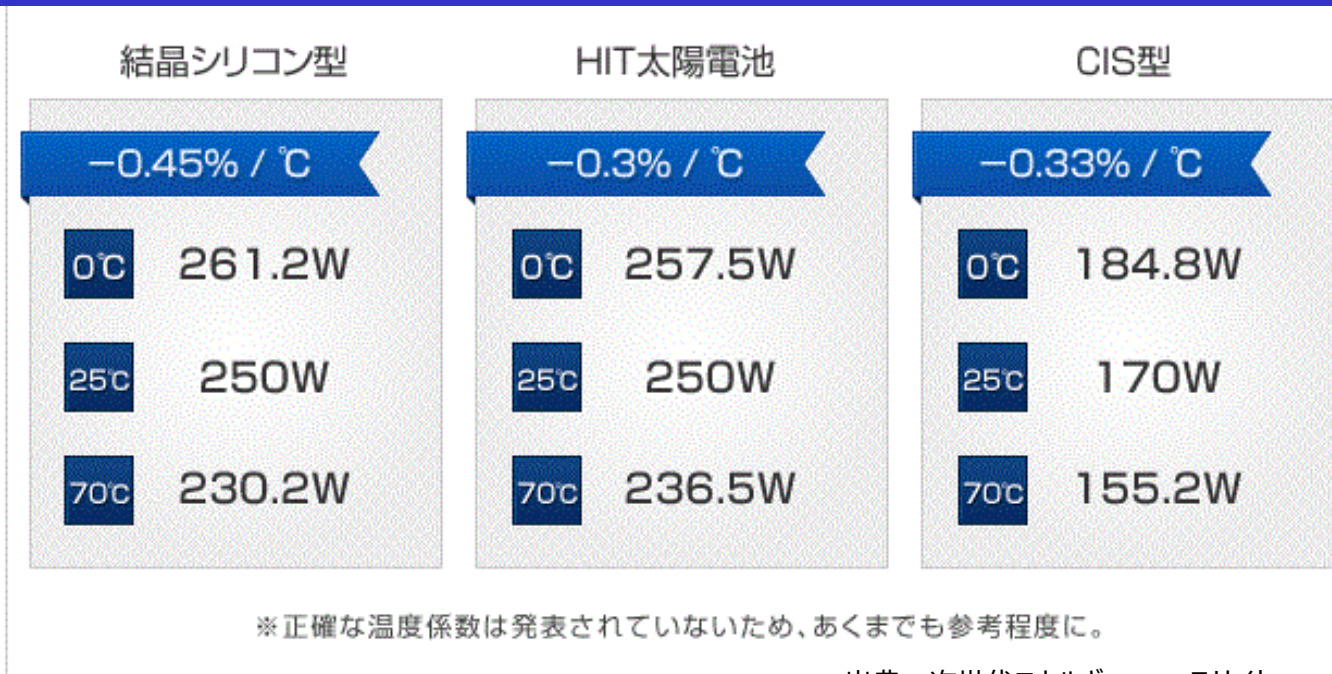 結晶シリコン型
−0.45% / ℃
0℃ 261.2W
25℃ 250W
70℃ 230.2W
HIT太陽電池
−0.3% / ℃
0℃ 257.5W
25℃ 250W
70℃ 236.5W
CIS型
−0.33% / ℃
0℃ 184.8W
25℃ 170W
70℃ 155.2W
※正確な温度係数は発表されていないため、あくまでも参考程度に。